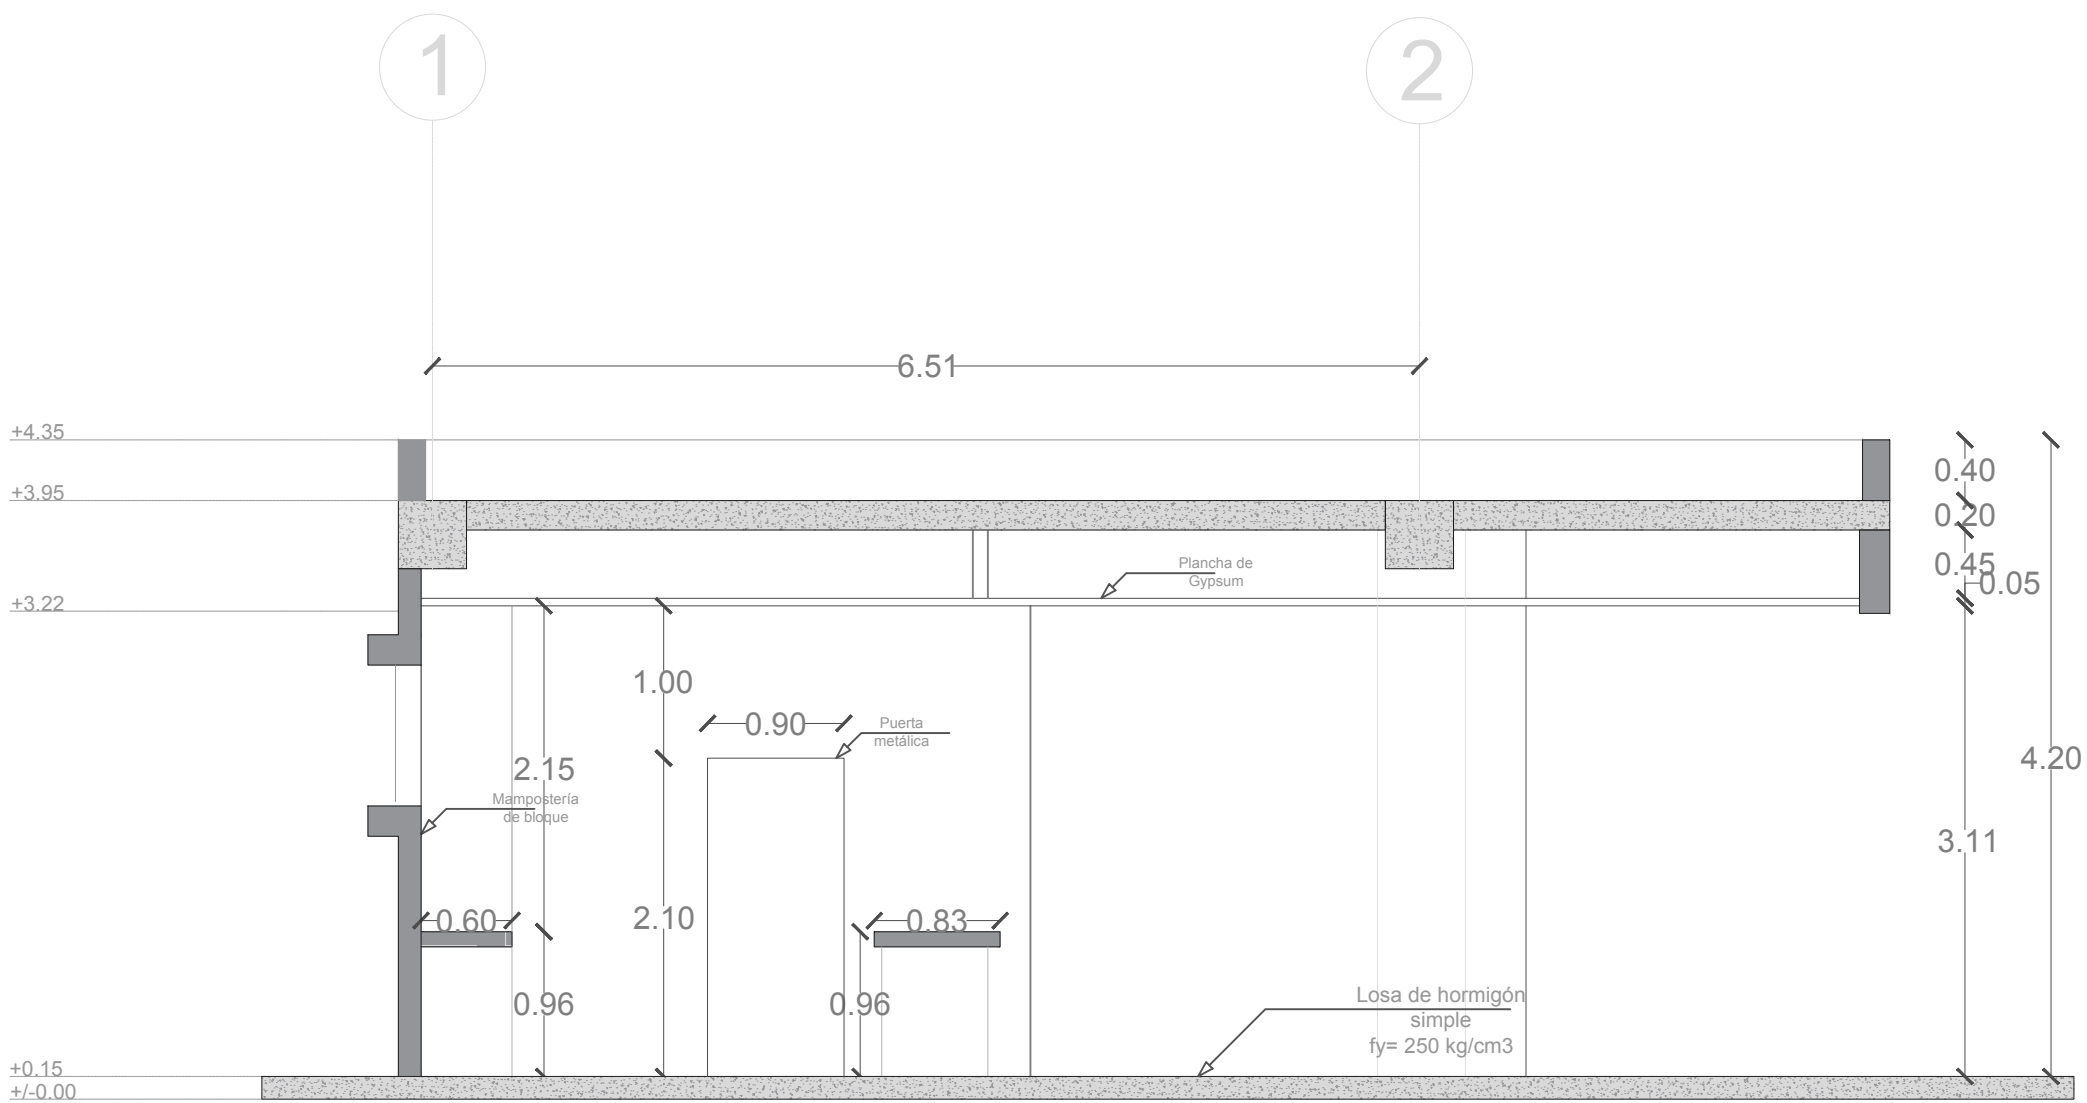 1
2
6.51
+4.35
+3.95
+3.22
+0.15
+/-0.00
0.40
0.20
0.45
0.05
4.20
3.11
Plancha de
Gypsum
1.00
0.90
Puerta
metálica
2.15
Mampostería
de bloque
0.60
2.10
0.83
0.96
0.96
Losa de hormigón
simple
fy= 250 kg/cm3